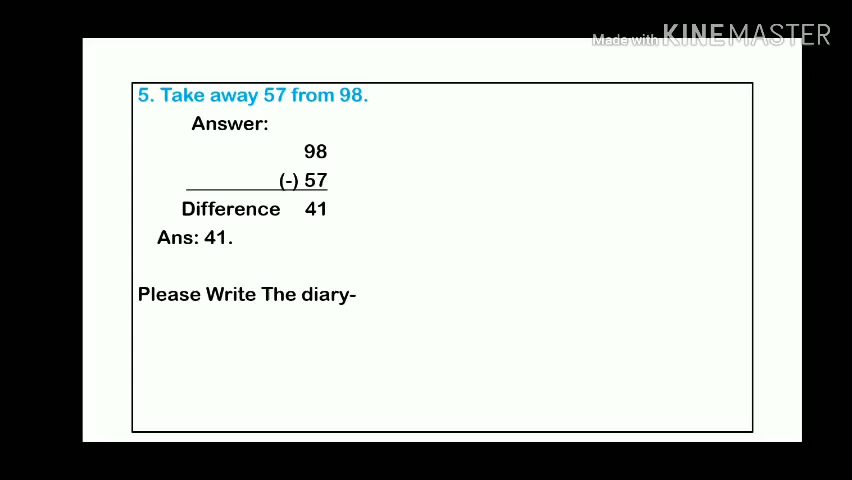 Made with KINEMASTER
5. Take away 57 from 98.
Answer:
98
(-) 57
Difference 41
Ans: 41.
Please Write The diary-